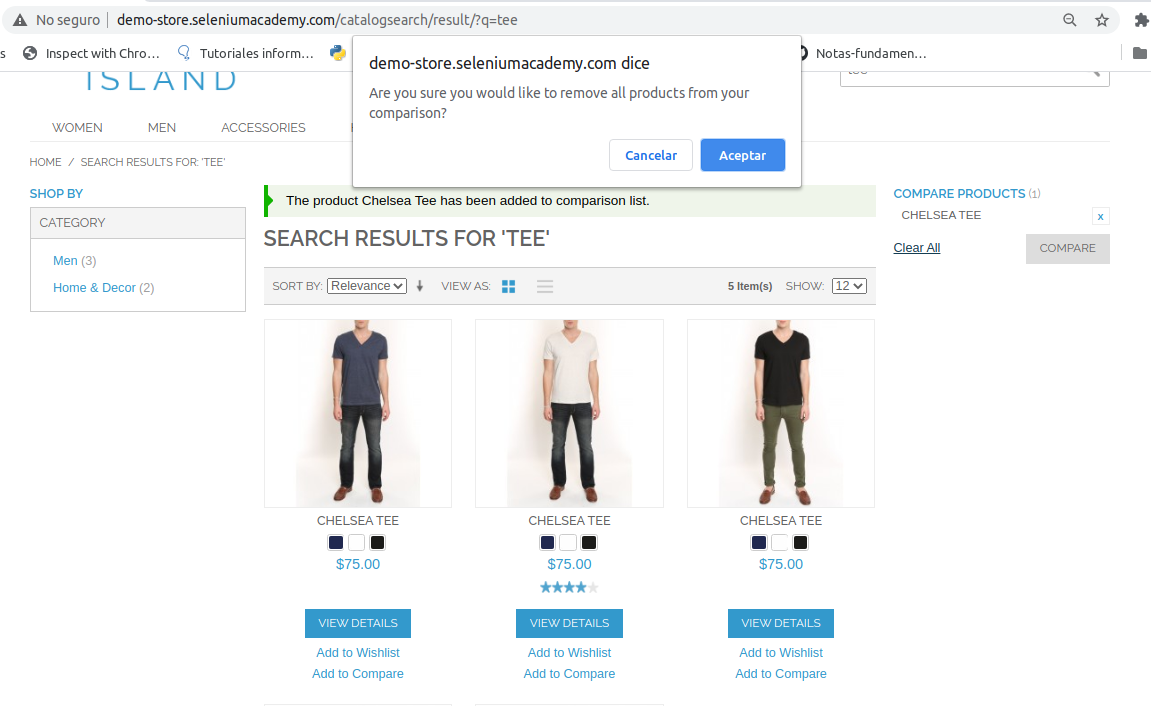 No seguro demo-store.seleniumacademy.com/catalogsearch/result/?q=tee
s Inspect with Chro... Tutoriales inform... Notas-fundamen...
demo-store.seleniumacademy.com dice
Are you sure you would like to remove all products from your
comparison?
Cancelar Aceptar
ISLAND
WOMEN MEN ACCESSORIES
HOME / SEARCH RESULTS FOR: 'TEE'
SHOP BY
CATEGORY
Men (3)
Home & Decor (2)
The product Chelsea Tee has been added to comparison list.
SEARCH RESULTS FOR 'TEE'
SORT BY: Relevance VIEW AS: 5 Item(s) SHOW: 12
CHELSEA TEE CHELSEA TEE CHELSEA TEE
$75.00 $75.00 $75.00
VIEW DETAILS VIEW DETAILS VIEW DETAILS
Add to Wishlist Add to Wishlist Add to Wishlist
Add to Compare Add to Compare Add to Compare
COMPARE PRODUCTS (1)
CHELSEA TEE x
Clear All COMPARE